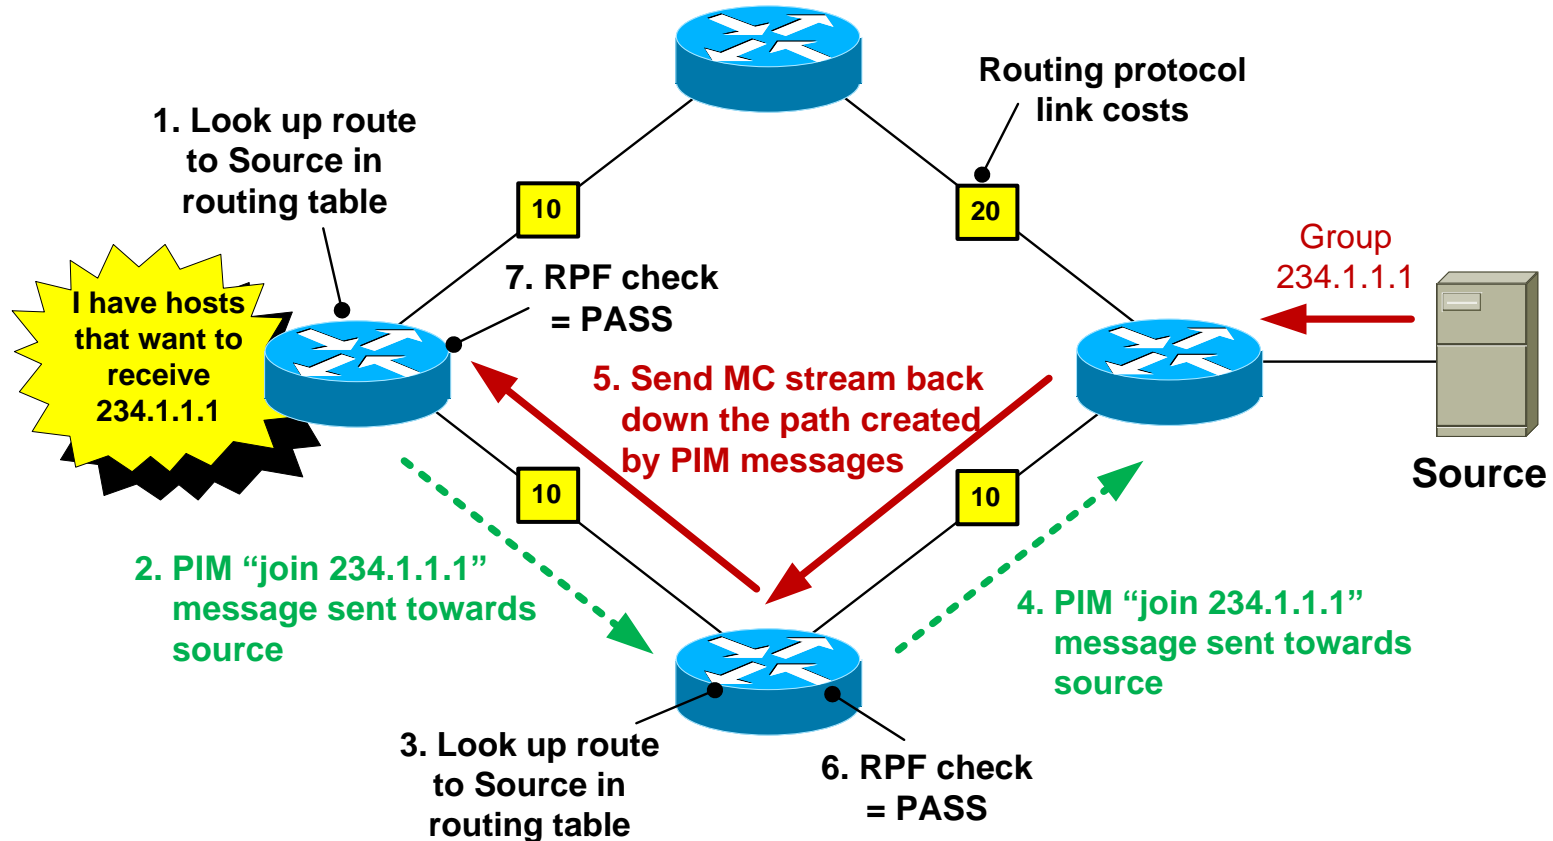 Routing protocol
link costs
1. Look up route
to Source in
routing table
10
20
Group
234.1.1.1
7. RPF check
= PASS
I have hosts
that want to
receive
234.1.1.1
5. Send MC stream back
down the path created
by PIM messages
Source
10
10
2. PIM “join 234.1.1.1”
message sent towards
source
4. PIM “join 234.1.1.1”
message sent towards
source
3. Look up route
to Source in
routing table
6. RPF check
= PASS